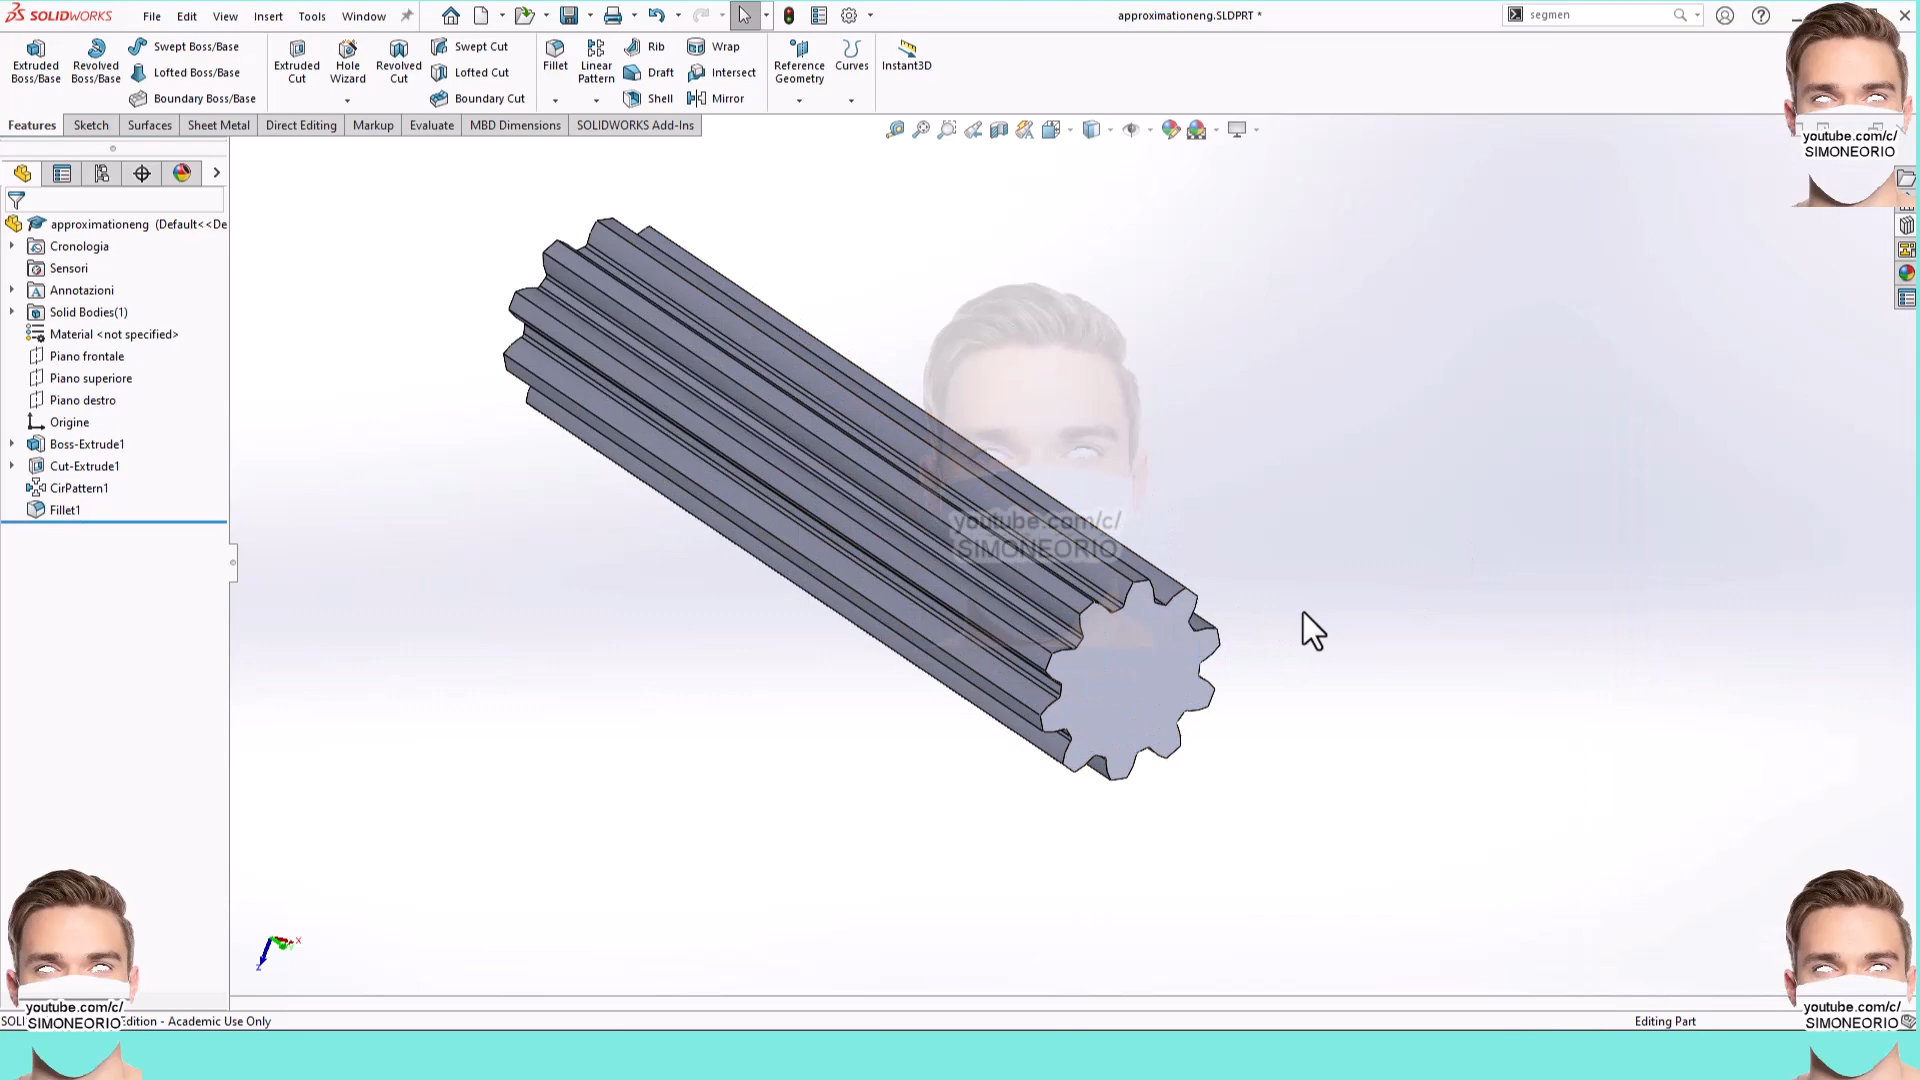 SOLIDWORKS File Edit View Insert Tools Window approximationeng.SLDPRT * segmen
Extruded Boss/Base
Revolved Boss/Base
Swept Boss/Base
Lofted Boss/Base
Boundary Boss/Base
Extruded Cut
Hole Wizard
Revolved Cut
Swept Cut
Lofted Cut
Boundary Cut
Fillet
Linear Pattern
Rib
Draft
Shell
Wrap
Intersect
Mirror
Reference Geometry
Curves
Instant3D
Features Sketch Surfaces Sheet Metal Direct Editing Markup Evaluate MBD Dimensions SOLIDWORKS Add-Ins
youtube.com/c/
SIMONEORIO
approximationeng (Default<<De
Cronologia
Sensori
Annotazioni
Solid Bodies(1)
Material <not specified>
Piano frontale
Piano superiore
Piano destro
Origine
Boss-Extrude1
Cut-Extrude1
CirPattern1
Fillet1
youtube.com/c/
SIMONEORIO
x
z
youtube.com/c/
SIMONEORIO
youtube.com/c/
SIMONEORIO
SOLI
dition - Academic Use Only
Editing Part